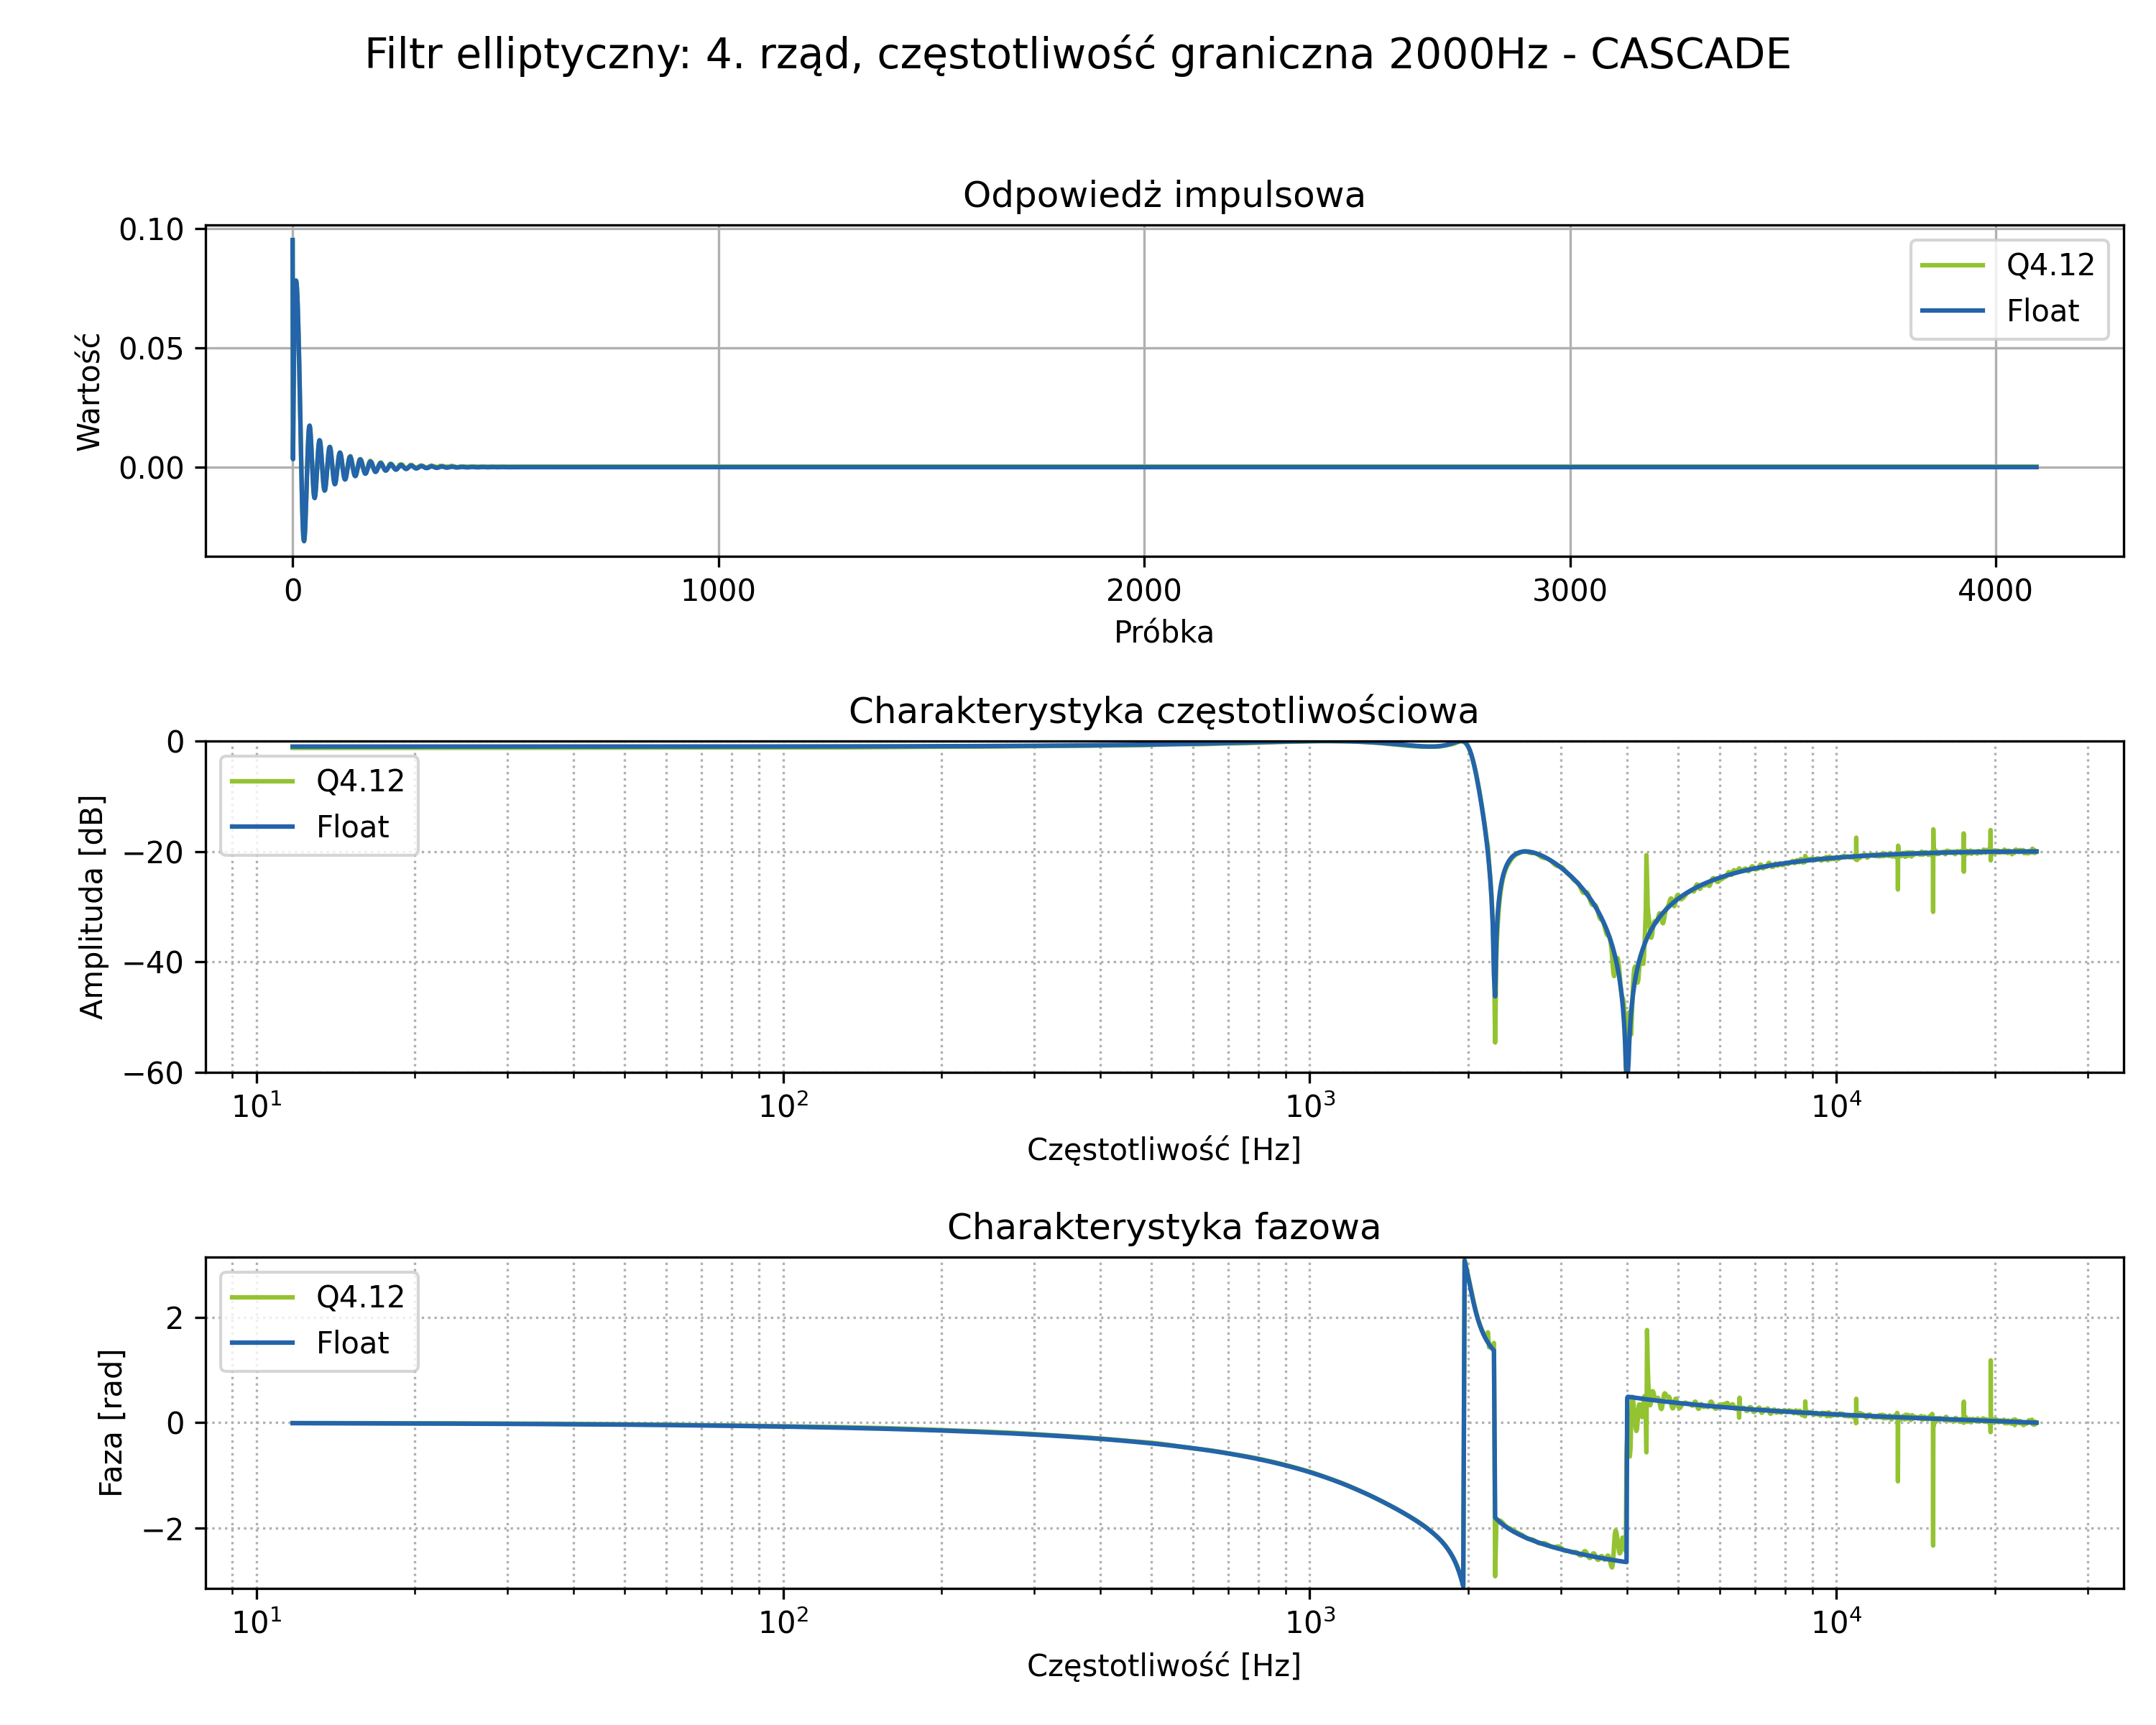 Filtr elliptyczny: 4. rząd, częstotliwość graniczna 2000Hz - CASCADE
Odpowiedż impulsowa
0.10
0.05
0.00
Wartość
Q4.12
Float
0 1000 2000 3000 4000
Próbka
Charakterystyka częstotliwościowa
0
−20
−40
−60
Amplituda [dB]
Q4.12
Float
10¹ 10² 10³ 10⁴
Częstotliwość [Hz]
Charakterystyka fazowa
2
0
−2
Faza [rad]
Q4.12
Float
10¹ 10² 10³ 10⁴
Częstotliwość [Hz]